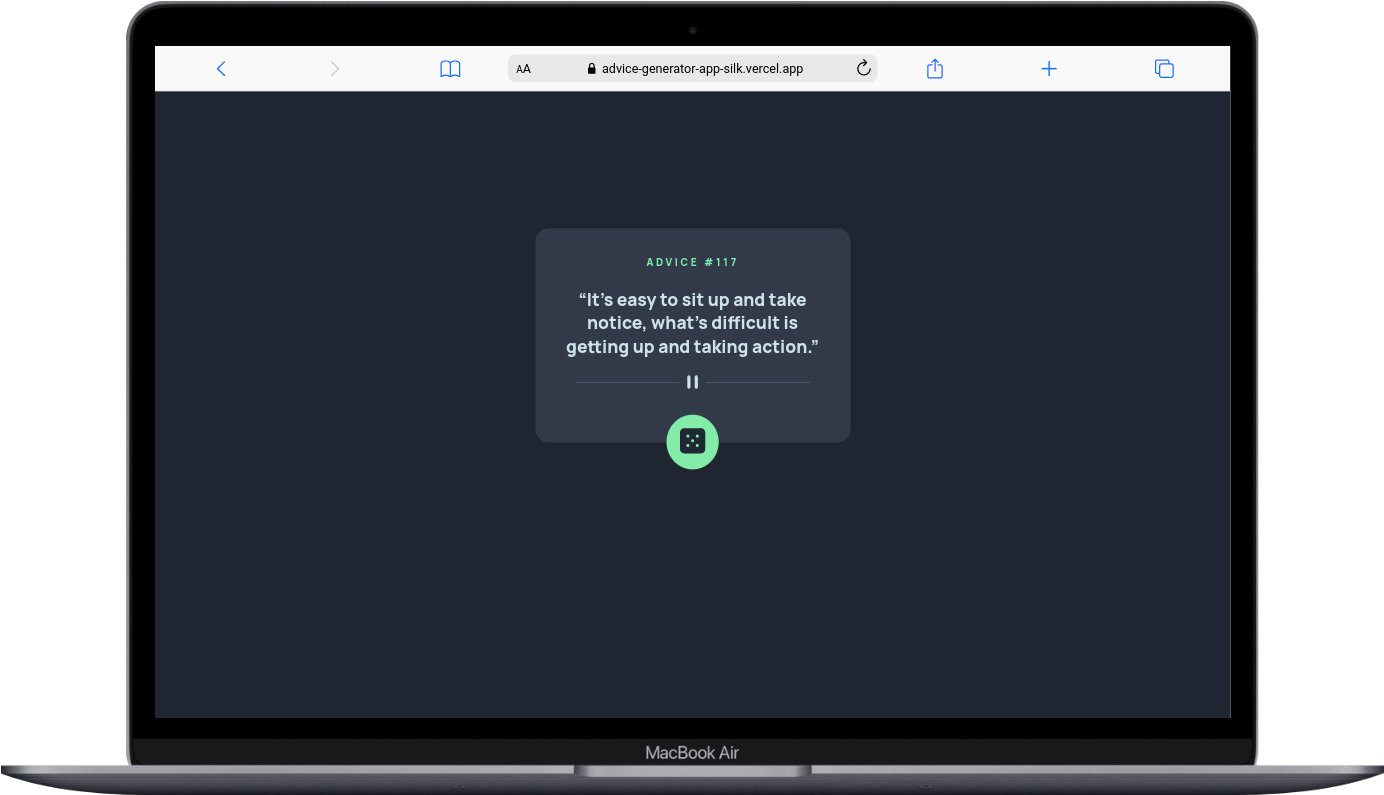 AA advice-generator-app-silk.vercel.app
ADVICE #117
“It’s easy to sit up and take
notice, what’s difficult is
getting up and taking action.”
MacBook Air